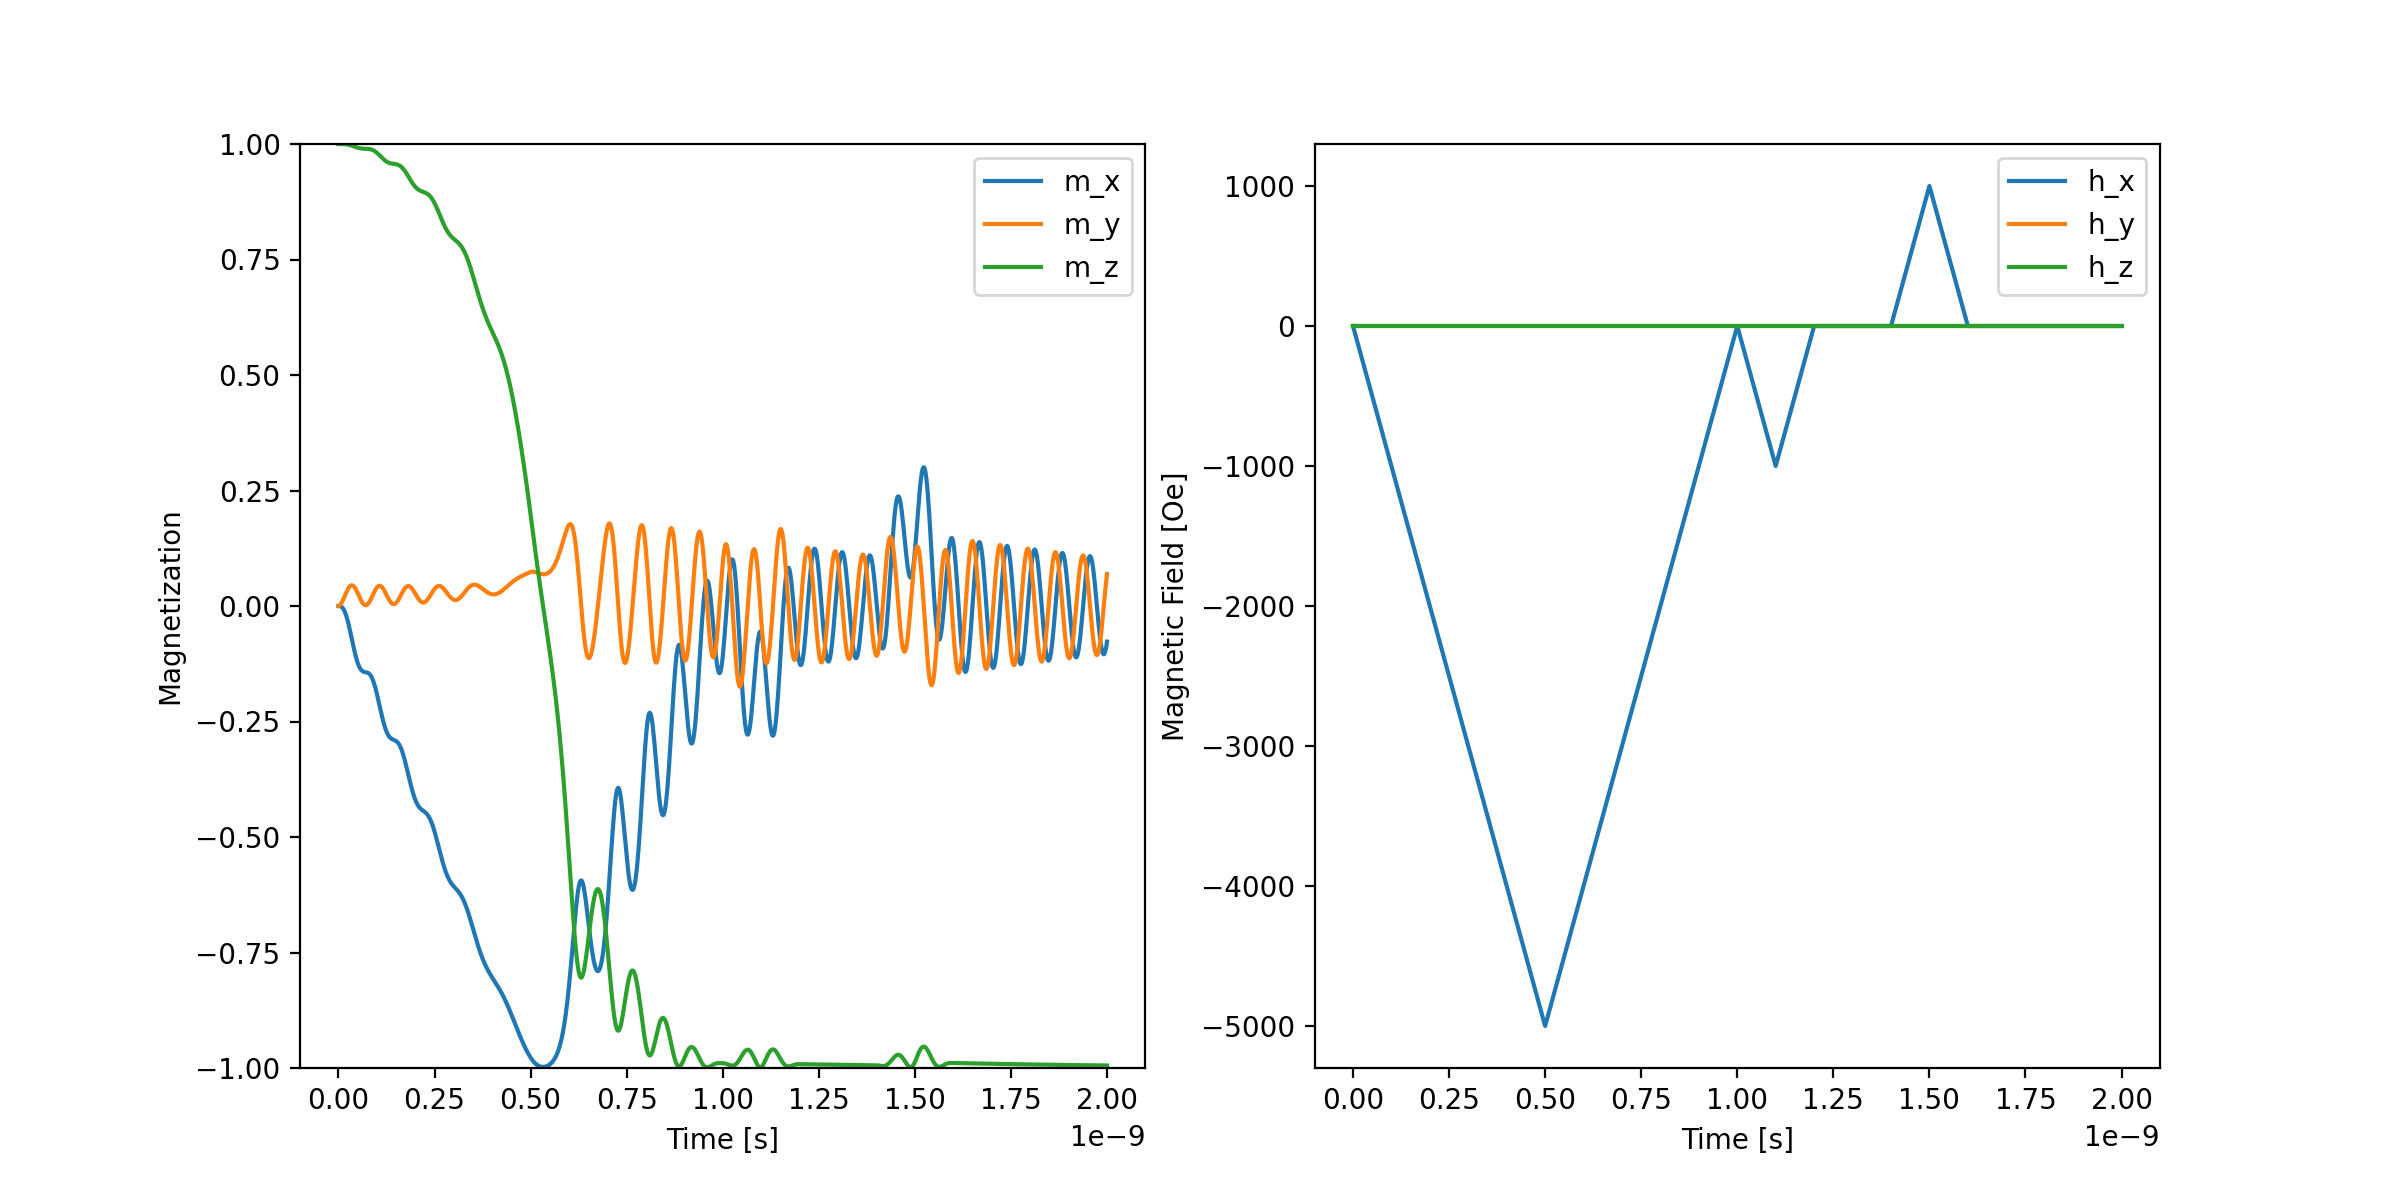 1.00
0.75
0.50
0.25
0.00
−0.25
−0.50
−0.75
−1.00
Magnetization
m_x
m_y
m_z
0.00 0.25 0.50 0.75 1.00 1.25 1.50 1.75 2.00
Time [s]
1e−9
1000
0
−1000
−2000
−3000
−4000
−5000
Magnetic Field [Oe]
h_x
h_y
h_z
0.00 0.25 0.50 0.75 1.00 1.25 1.50 1.75 2.00
Time [s]
1e−9